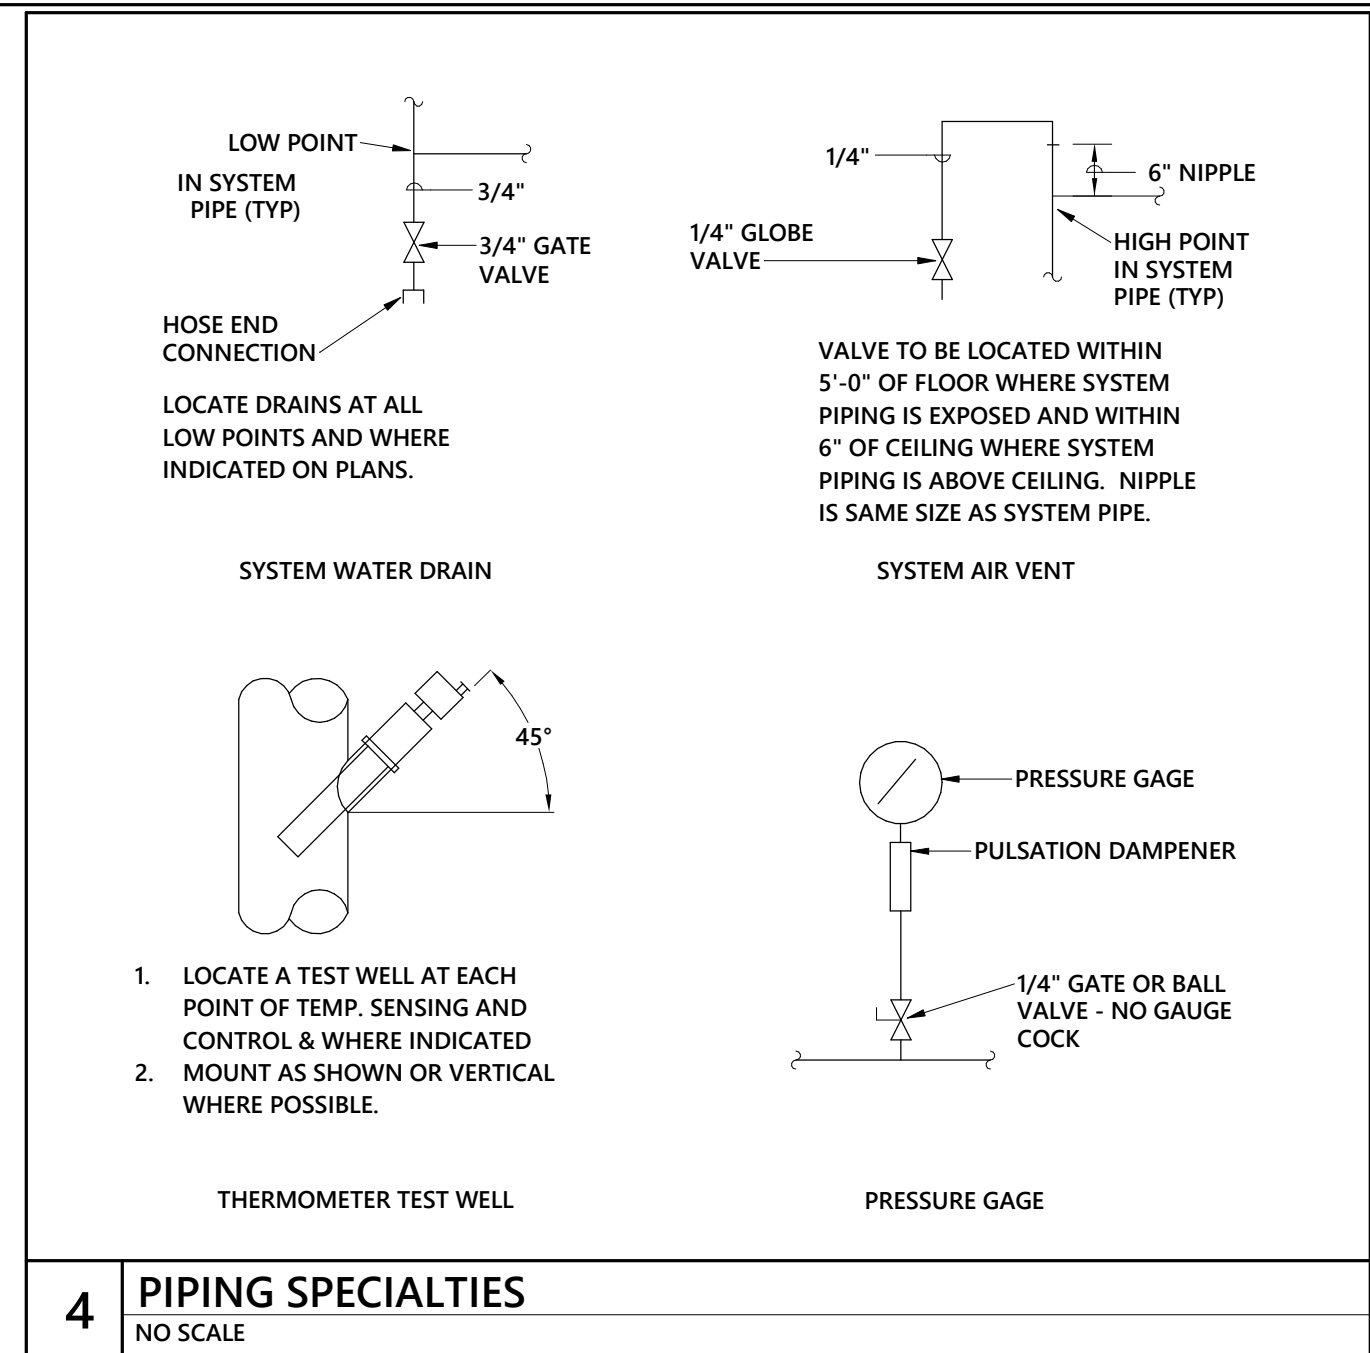 LOW POINT
IN SYSTEM
PIPE (TYP)
3/4"
3/4" GATE
VALVE
HOSE END
CONNECTION
LOCATE DRAINS AT ALL
LOW POINTS AND WHERE
INDICATED ON PLANS.
SYSTEM WATER DRAIN
1/4"
6" NIPPLE
1/4" GLOBE
VALVE
HIGH POINT
IN SYSTEM
PIPE (TYP)
VALVE TO BE LOCATED WITHIN
5'-0" OF FLOOR WHERE SYSTEM
PIPING IS EXPOSED AND WITHIN
6" OF CEILING WHERE SYSTEM
PIPING IS ABOVE CEILING. NIPPLE
IS SAME SIZE AS SYSTEM PIPE.
SYSTEM AIR VENT
45°
1. LOCATE A TEST WELL AT EACH
POINT OF TEMP. SENSING AND
CONTROL & WHERE INDICATED
2. MOUNT AS SHOWN OR VERTICAL
WHERE POSSIBLE.
THERMOMETER TEST WELL
PRESSURE GAGE
PULSATION DAMPENER
1/4" GATE OR BALL
VALVE - NO GAUGE
COCK
PRESSURE GAGE
4 PIPING SPECIALTIES
NO SCALE